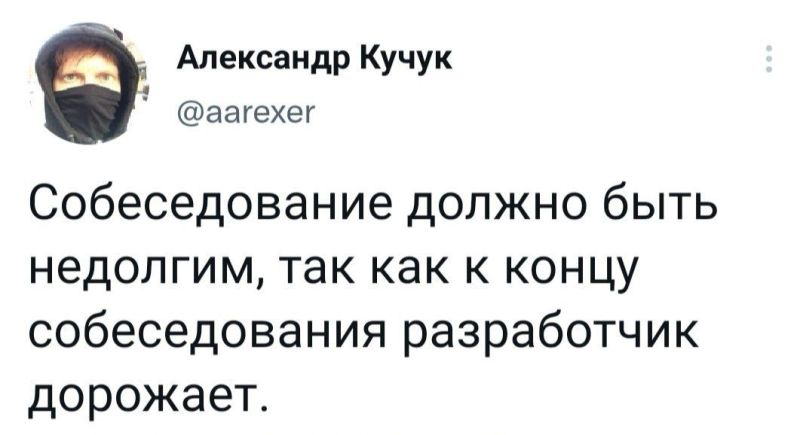 Александр Кучук
@aarexer
Собеседование должно быть
недолгим, так как к концу
собеседования разработчик
дорожает.